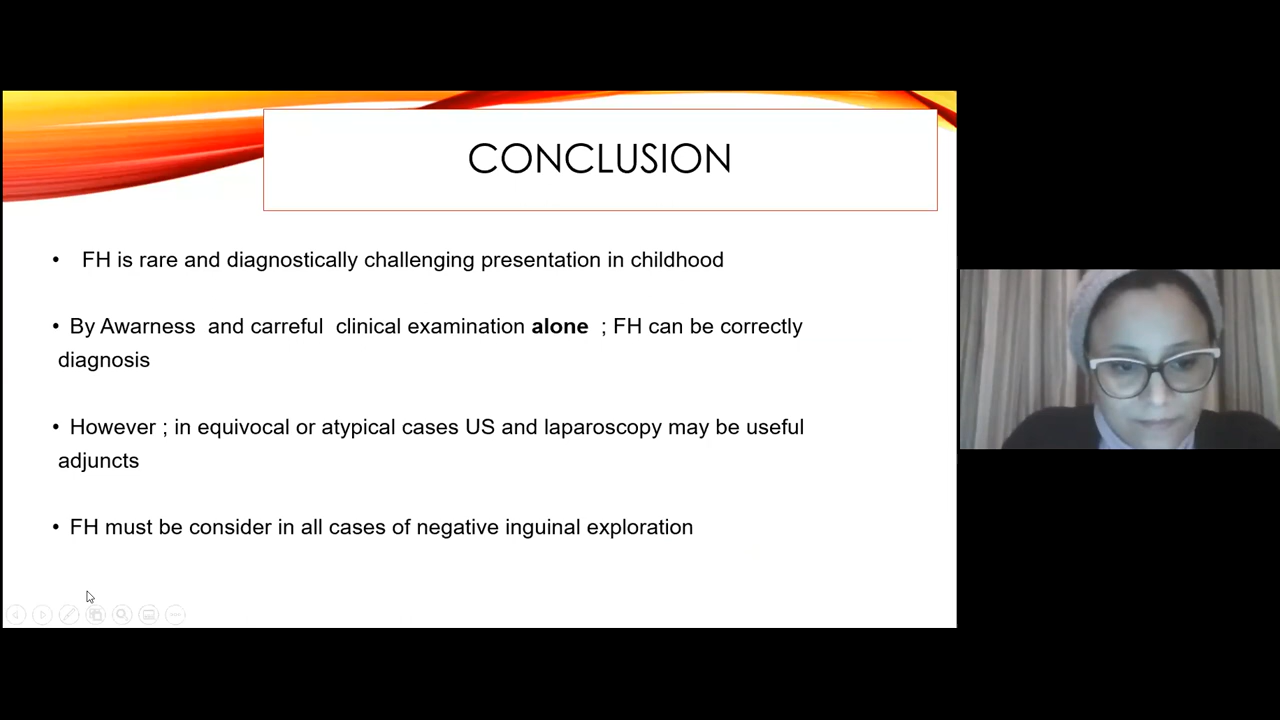 CONCLUSION
• FH is rare and diagnostically challenging presentation in childhood
• By Awarness and carreful clinical examination alone ; FH can be correctly
diagnosis
• However ; in equivocal or atypical cases US and laparoscopy may be useful
adjuncts
• FH must be consider in all cases of negative inguinal exploration